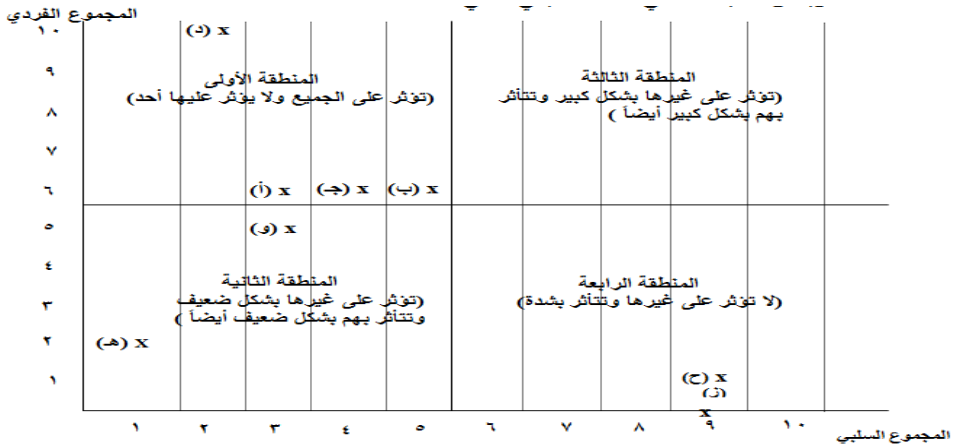 المجموع الفردي
١٠
x (د)
٩
المنطقة الأولى
(تؤثر على الجميع ولا يؤثر عليها أحد)
المنطقة الثالثة
(تؤثر على غيرها بشكل كبير وتتأثر
بهم بشكل كبير أيضاً )
٨
٧
٦
x (أ)
x (جـ)
x (ب)
٥
x (و)
٤
المنطقة الثانية
(تؤثر على غيرها بشكل ضعيف
وتتأثر بهم بشكل ضعيف أيضاً )
المنطقة الرابعة
(لا تؤثر على غيرها وتتأثر بشدة)
٣
٢
x (هـ)
١
x (ح)
(ز)
x
١ ٢ ٣ ٤ ٥ ٦ ٧ ٨ ٩ ١٠
المجموع السلبي